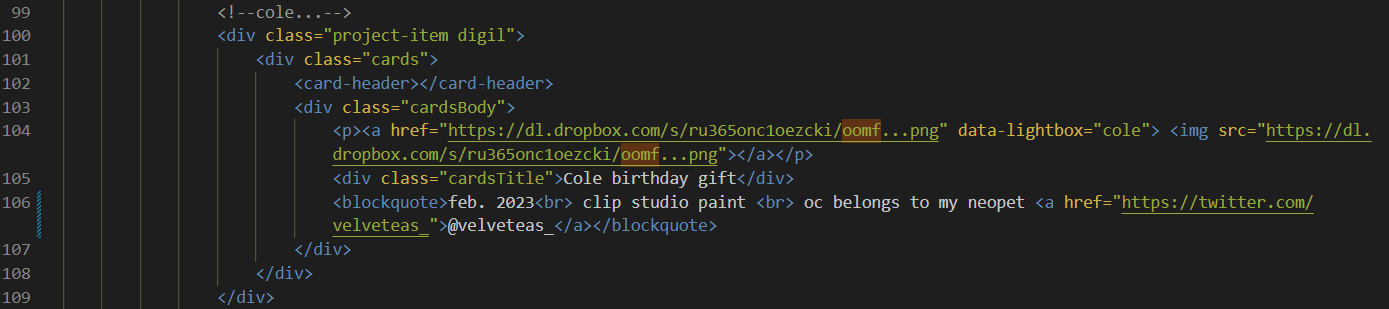 99 <!--cole...-->
100 <div class="project-item digil">
101 <div class="cards">
102 <card-header></card-header>
103 <div class="cardsBody">
104 <p><a href="https://dl.dropbox.com/s/ru365onc1oezcki/oomf...png" data-lightbox="cole"> <img src="https://dl.
dropbox.com/s/ru365onc1oezcki/oomf...png"></a></p>
105 <div class="cardsTitle">Cole birthday gift</div>
106 <blockquote>feb. 2023<br> clip studio paint <br> oc belongs to my neopet <a href="https://twitter.com/
velveteas_">@velveteas_</a></blockquote>
107 </div>
108 </div>
109 </div>